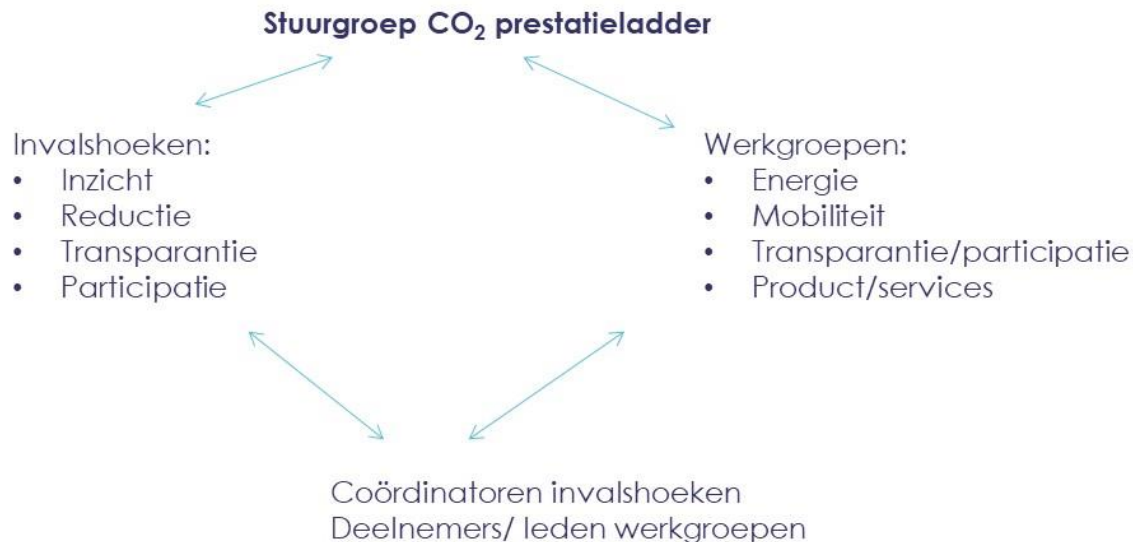 Stuurgroep CO₂ prestatieladder
Invalshoeken:
• Inzicht
• Reductie
• Transparantie
• Participatie
Werkgroepen:
• Energie
• Mobiliteit
• Transparantie/participatie
• Product/services
Coördinatoren invalshoeken
Deelnemers/ leden werkgroepen